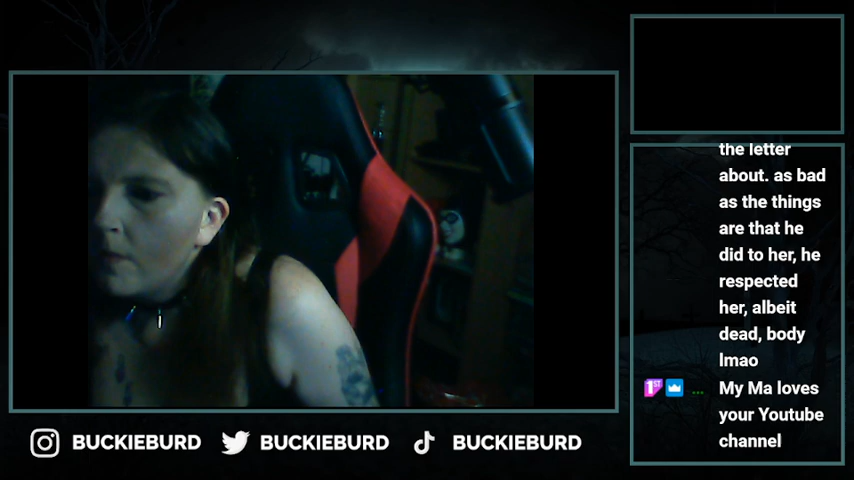 the letter
about. as bad
as the things
are that he
did to her, he
respected
her, albeit
dead, body
lmao
1ST ... My Ma loves
your Youtube
channel
BUCKIEBURD BUCKIEBURD BUCKIEBURD